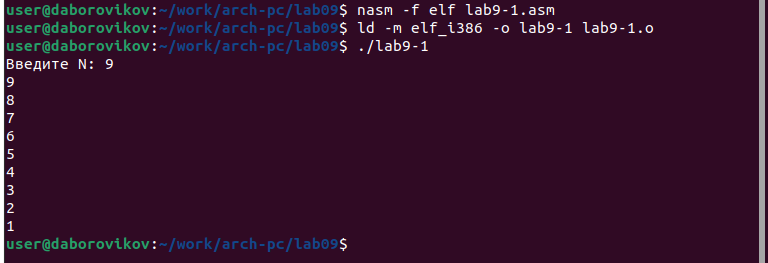 user@daborovikov:~/work/arch-pc/lab09$ nasm -f elf lab9-1.asm
user@daborovikov:~/work/arch-pc/lab09$ ld -m elf_i386 -o lab9-1 lab9-1.o
user@daborovikov:~/work/arch-pc/lab09$ ./lab9-1
Введите N: 9
9
8
7
6
5
4
3
2
1
user@daborovikov:~/work/arch-pc/lab09$